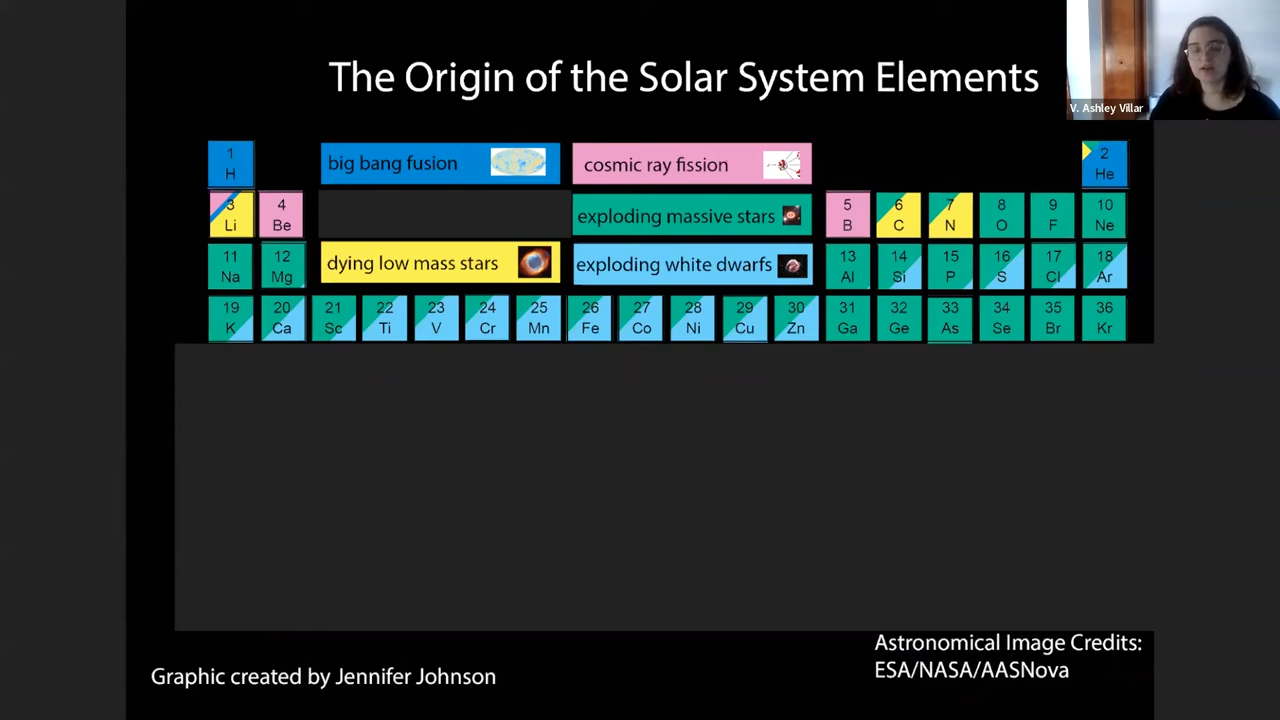 The Origin of the Solar System Elements
V. Ashley Villar
1
H
big bang fusion
cosmic ray fission
2
He
3
Li
4
Be
exploding massive stars
5
B
6
C
7
N
8
O
9
F
10
Ne
11
Na
12
Mg
dying low mass stars
exploding white dwarfs
13
Al
14
Si
15
P
16
S
17
Cl
18
Ar
19
K
20
Ca
21
Sc
22
Ti
23
V
24
Cr
25
Mn
26
Fe
27
Co
28
Ni
29
Cu
30
Zn
31
Ga
32
Ge
33
As
34
Se
35
Br
36
Kr
Astronomical Image Credits:
ESA/NASA/AASNova
Graphic created by Jennifer Johnson